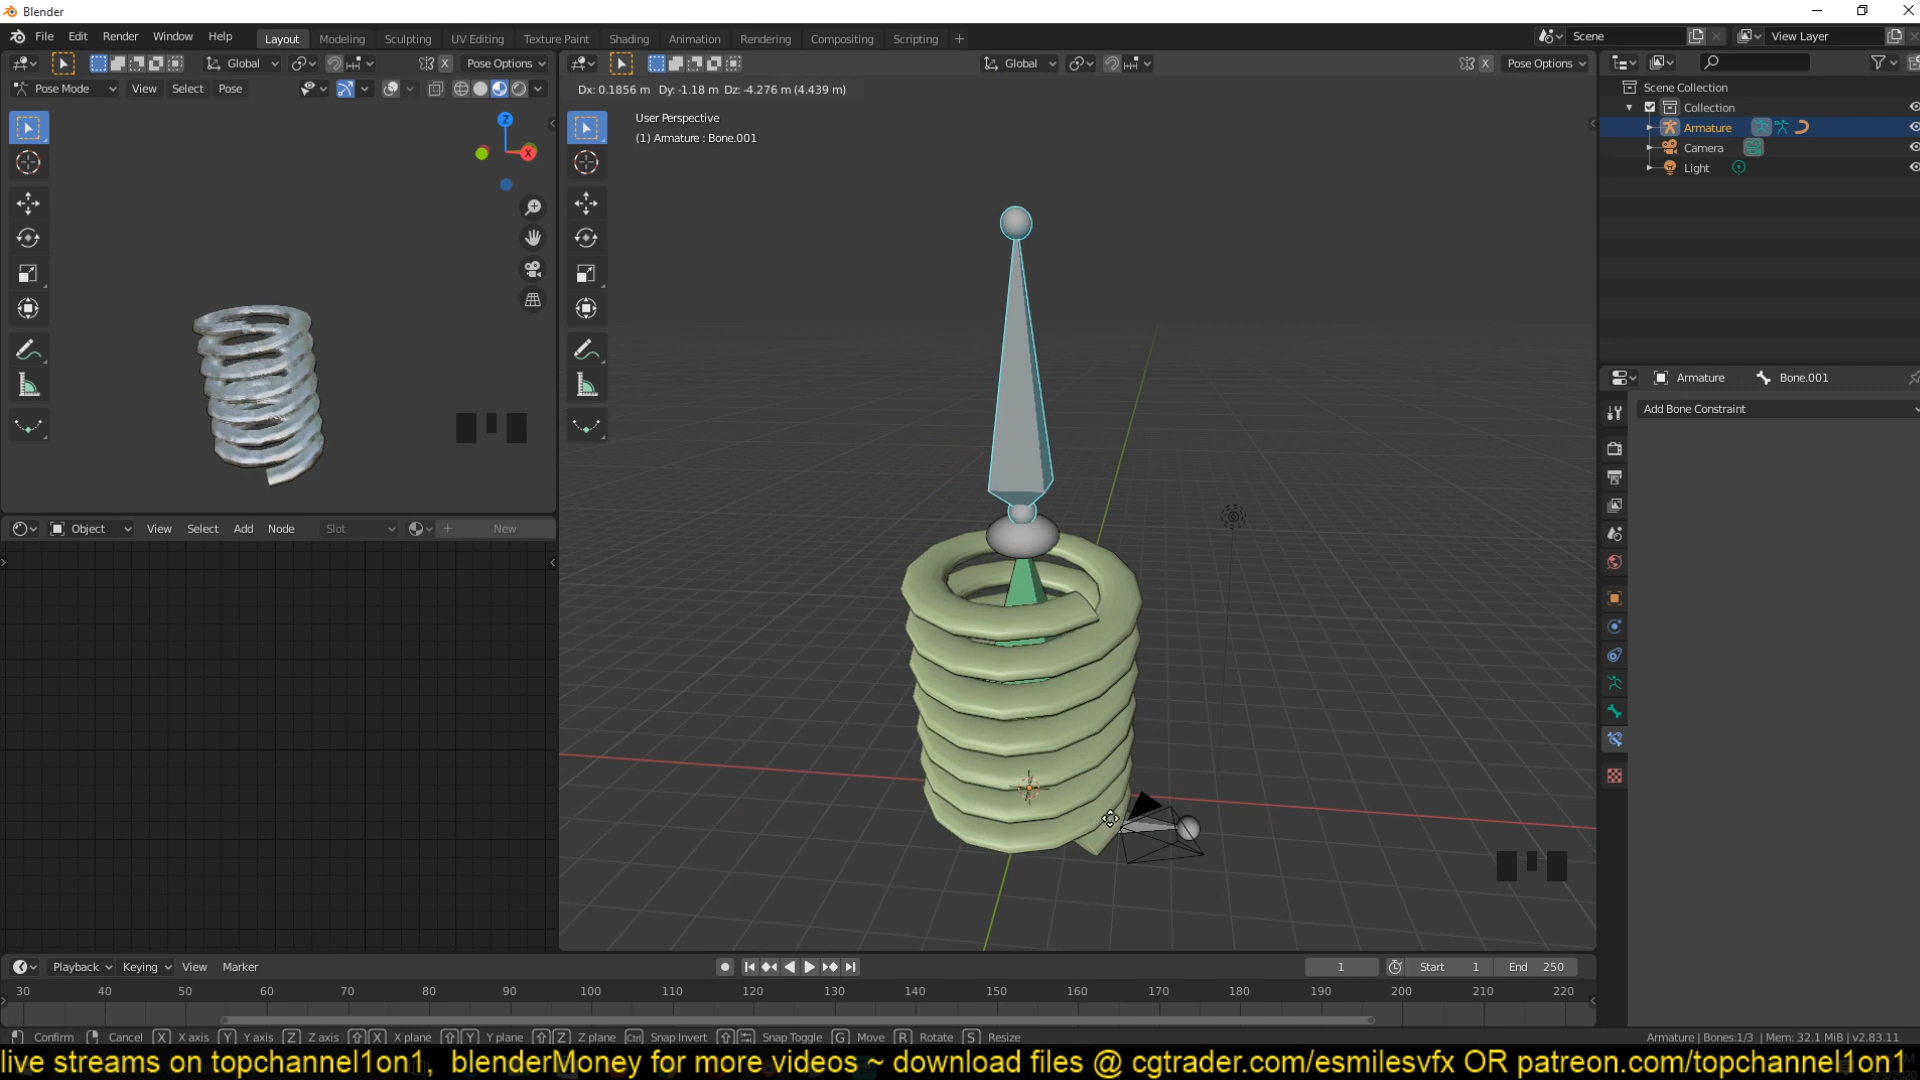 Blender
File Edit Render Window Help Layout Modeling Sculpting UV Editing Texture Paint Shading Animation Rendering Compositing Scripting + Scene View Layer
Global Pose Options Global Pose Options
Pose Mode View Select Pose Dx: 0.1856 m Dy: -1.18 m Dz: -4.276 m (4.439 m)
User Perspective
(1) Armature : Bone.001
Z
X
Scene Collection
Collection
Armature
Camera
Light
Armature Bone.001
Add Bone Constraint
Object View Select Add Node Slot New
Playback Keying View Marker 1 Start 1 End 250
30 40 50 60 70 80 90 100 110 120 130 140 150 160 170 180 190 200 210 220
Confirm Cancel X X axis Y Y axis Z Z axis X X plane Y Y plane Z Z plane Ctrl Snap Invert Snap Toggle G Move R Rotate S Resize Armature | Bones:1/3 | Mem: 32.1 MiB | v2.83.11
live streams on topchannel1on1, blenderMoney for more videos ~ download files @ cgtrader.com/esmilesvfx OR patreon.com/topchannel1on1